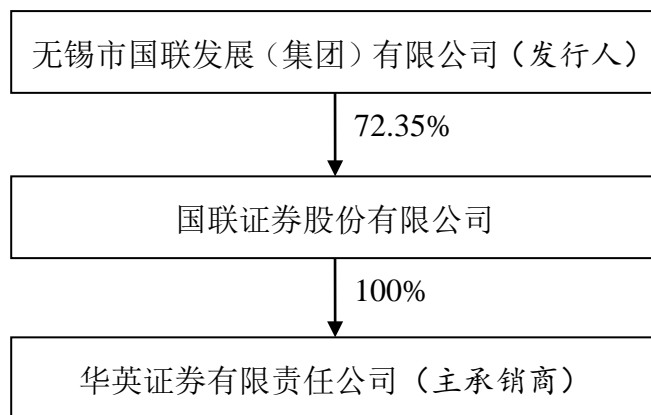 无锡市国联发展（集团）有限公司（发行人）
72.35%
国联证券股份有限公司
100%
华英证券有限责任公司（主承销商）